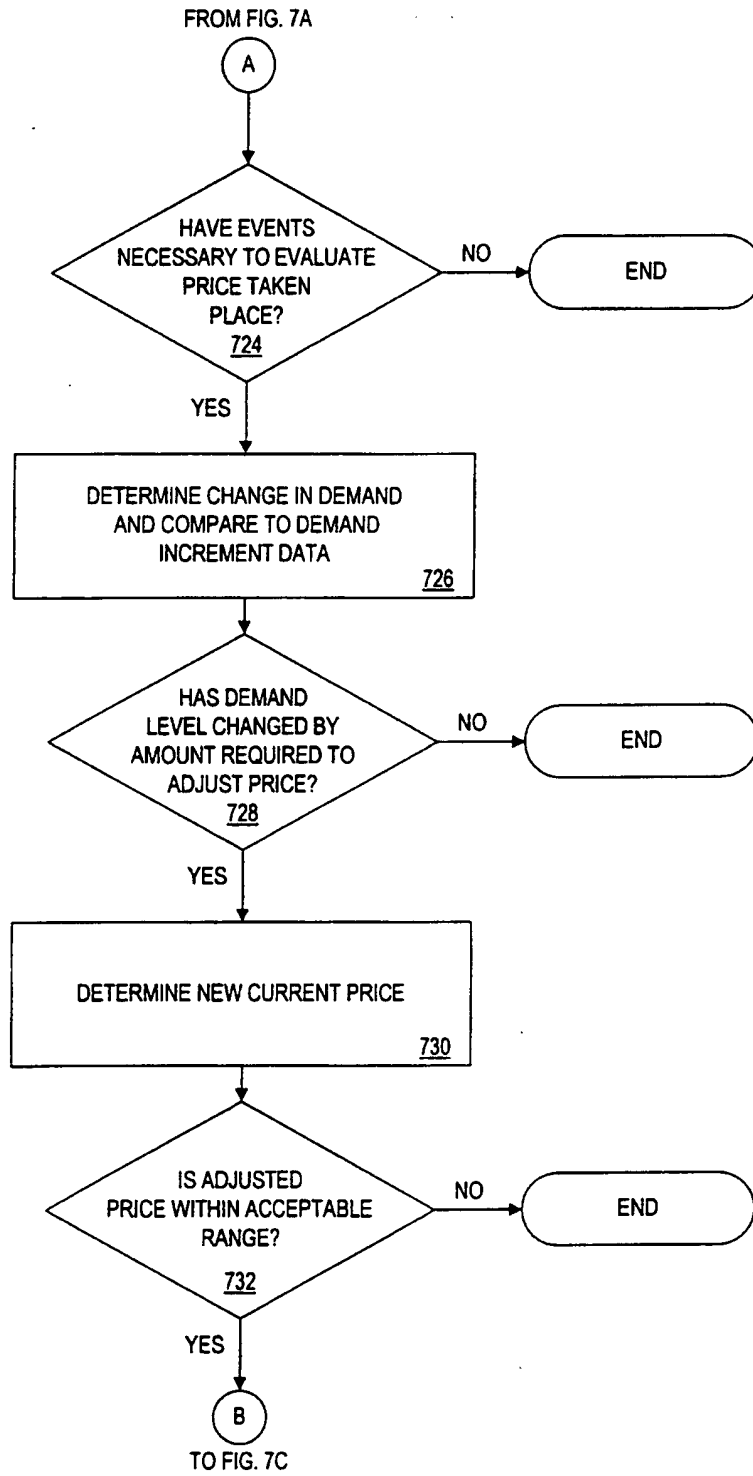 FROM FIG. 7A
A
HAVE EVENTS
NECESSARY TO EVALUATE
PRICE TAKEN
PLACE?
724
NO
END
YES
DETERMINE CHANGE IN DEMAND
AND COMPARE TO DEMAND
INCREMENT DATA
726
HAS DEMAND
LEVEL CHANGED BY
AMOUNT REQUIRED TO
ADJUST PRICE?
728
NO
END
YES
DETERMINE NEW CURRENT PRICE
730
IS ADJUSTED
PRICE WITHIN ACCEPTABLE
RANGE?
732
NO
END
YES
B
TO FIG. 7C